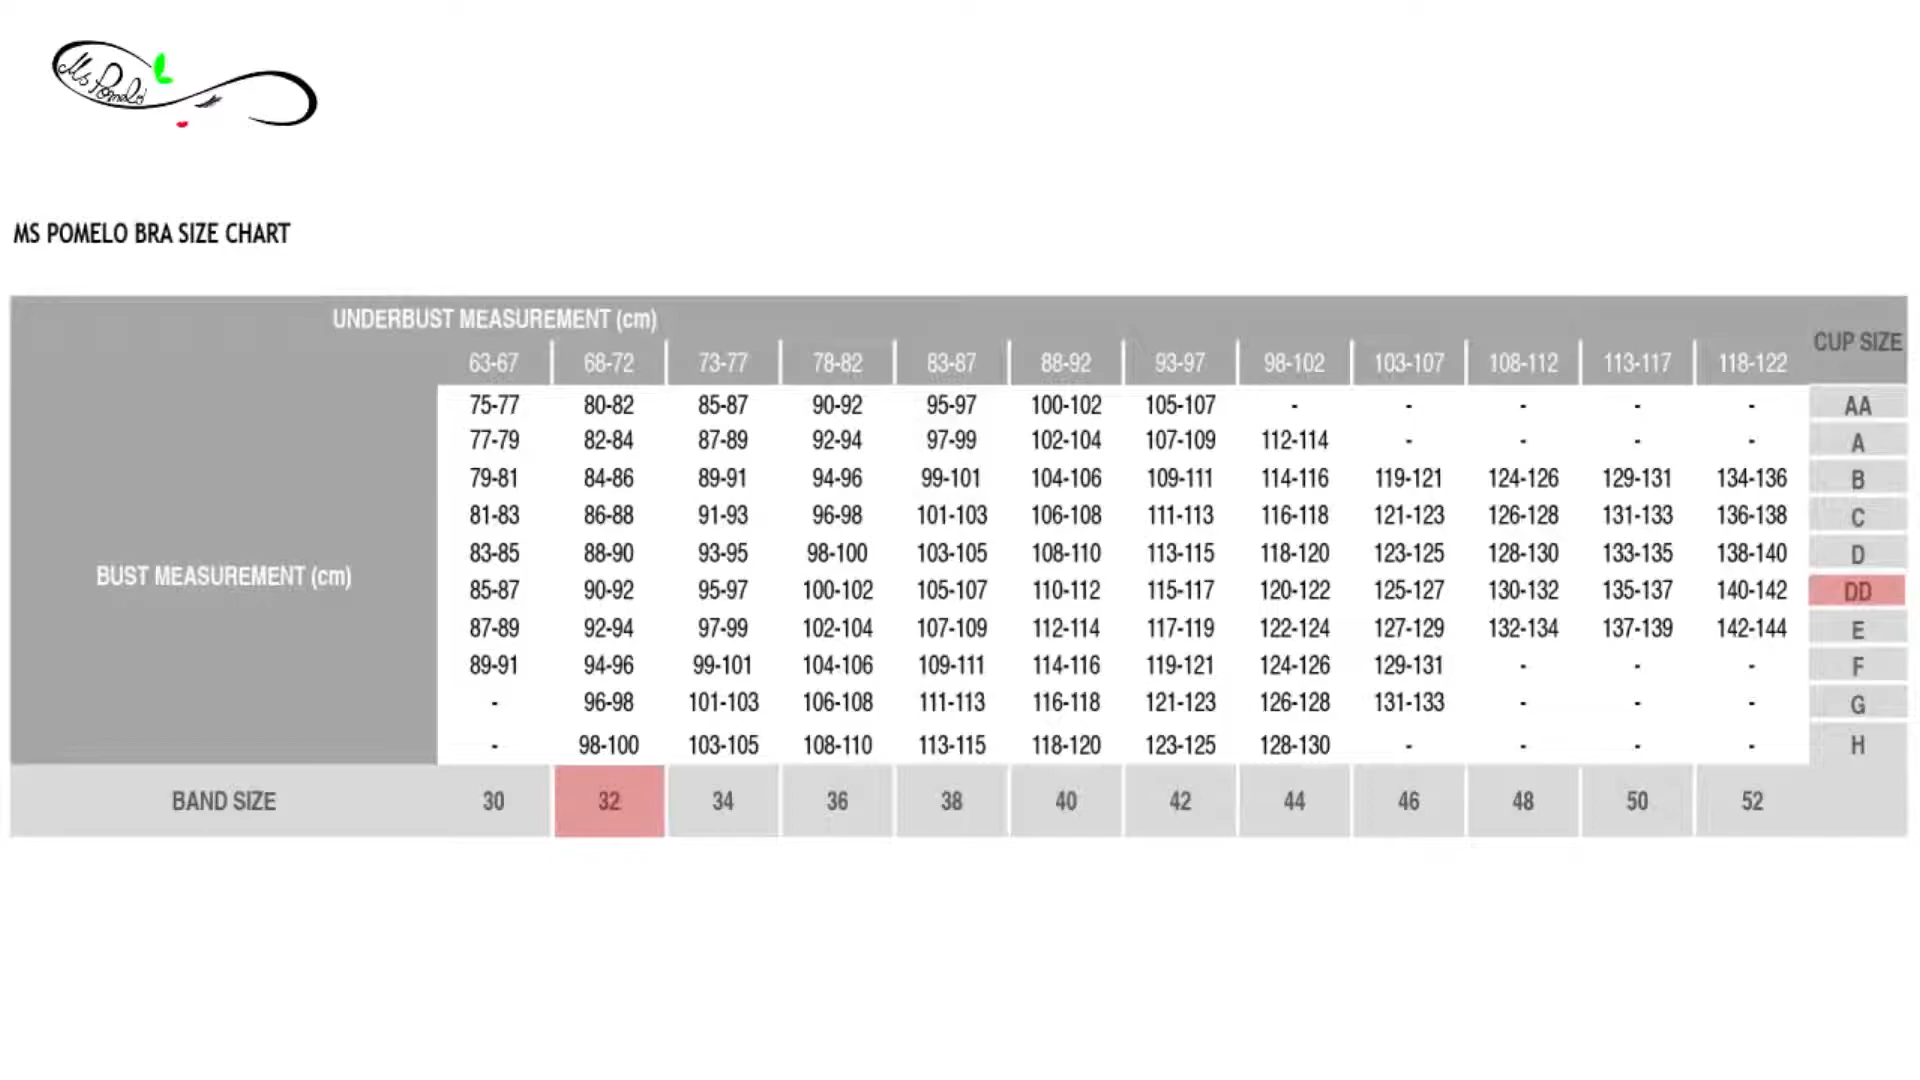 Ms Pomelo
MS POMELO BRA SIZE CHART
UNDERBUST MEASUREMENT (cm)
CUP SIZE
63-67 68-72 73-77 78-82 83-87 88-92 93-97 98-102 103-107 108-112 113-117 118-122
75-77 80-82 85-87 90-92 95-97 100-102 105-107 - - - - - AA
77-79 82-84 87-89 92-94 97-99 102-104 107-109 112-114 - - - - A
79-81 84-86 89-91 94-96 99-101 104-106 109-111 114-116 119-121 124-126 129-131 134-136 B
81-83 86-88 91-93 96-98 101-103 106-108 111-113 116-118 121-123 126-128 131-133 136-138 C
83-85 88-90 93-95 98-100 103-105 108-110 113-115 118-120 123-125 128-130 133-135 138-140 D
BUST MEASUREMENT (cm)
85-87 90-92 95-97 100-102 105-107 110-112 115-117 120-122 125-127 130-132 135-137 140-142 DD
87-89 92-94 97-99 102-104 107-109 112-114 117-119 122-124 127-129 132-134 137-139 142-144 E
89-91 94-96 99-101 104-106 109-111 114-116 119-121 124-126 129-131 - - - F
- 96-98 101-103 106-108 111-113 116-118 121-123 126-128 131-133 - - - G
- 98-100 103-105 108-110 113-115 118-120 123-125 128-130 - - - - H
BAND SIZE 30 32 34 36 38 40 42 44 46 48 50 52